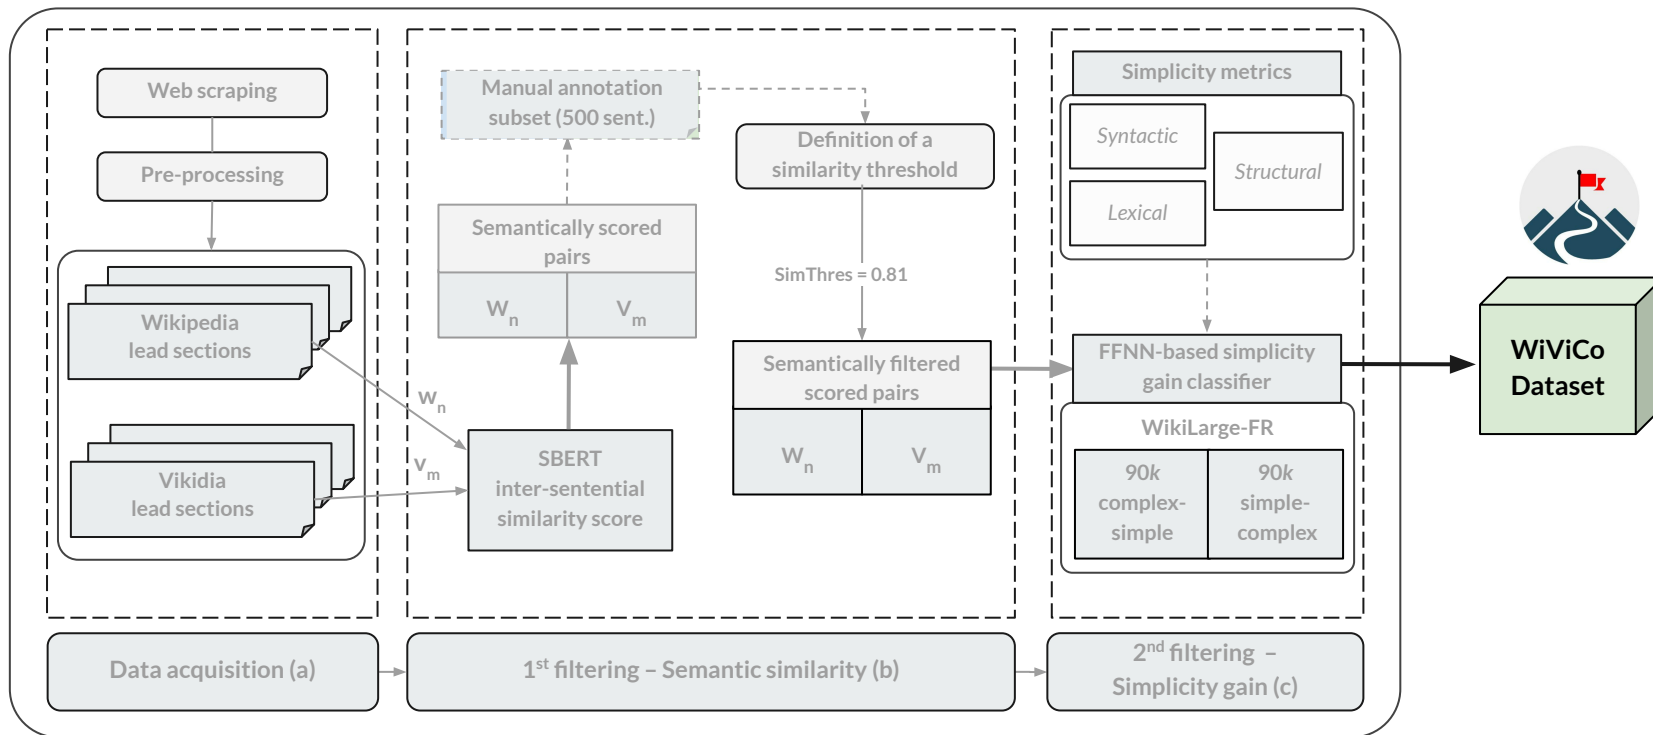 Web scraping
Pre-processing
Wikipedia
lead sections
Vikidia
lead sections
Data acquisition (a)
Manual annotation
subset (500 sent.)
Definition of a
similarity threshold
Semantically scored
pairs
Wn
Vm
SimThres = 0.81
Wn
Vm
SBERT
inter-sentential
similarity score
Semantically filtered
scored pairs
Wn
Vm
1st filtering – Semantic similarity (b)
Simplicity metrics
Syntactic
Structural
Lexical
FFNN-based simplicity
gain classifier
WikiLarge-FR
90k
complex-
simple
90k
simple-
complex
2nd filtering –
Simplicity gain (c)
WiViCo
Dataset